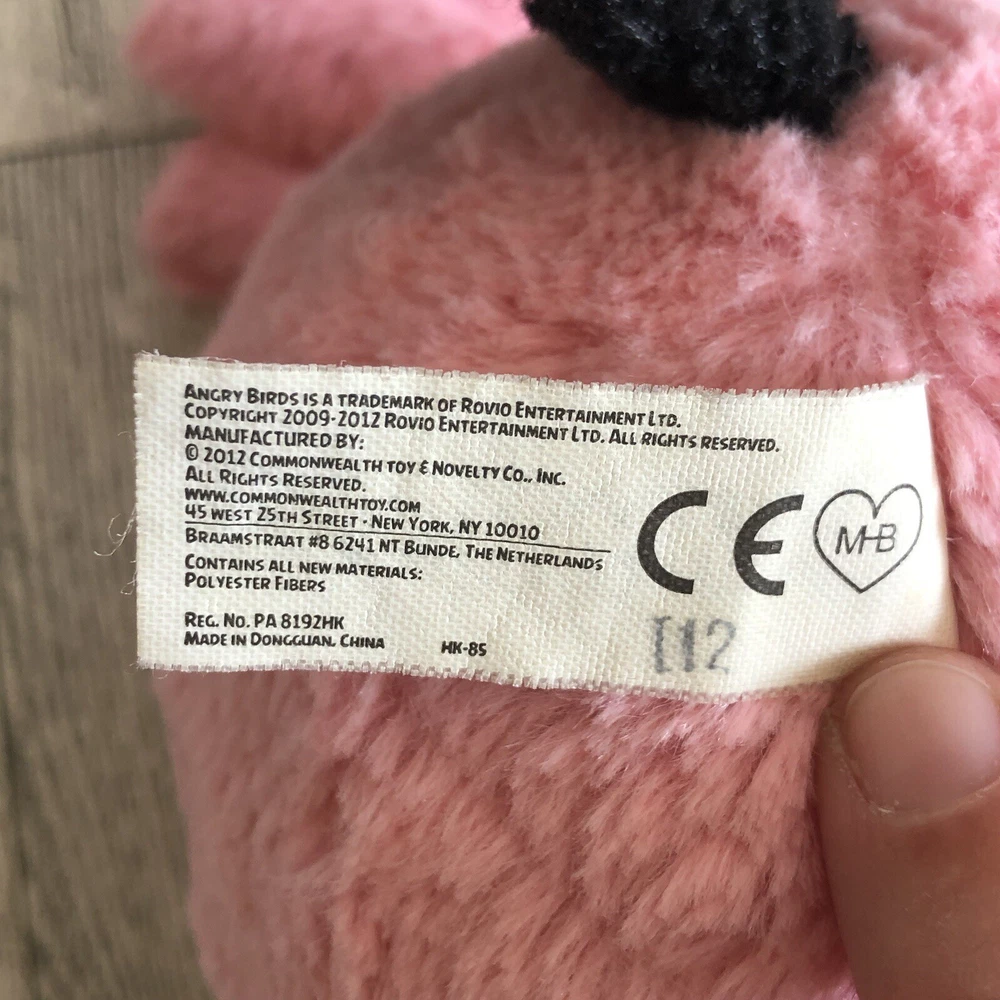 ANGRY BIRDS IS A TRADEMARK OF ROVIO ENTERTAINMENT LTD.
COPYRIGHT 2009-2012 ROVIO ENTERTAINMENT LTD. ALL RIGHTS RESERVED.
MANUFACTURED BY:
© 2012 COMMONWEALTH TOY & NOVELTY CO., INC.
ALL RIGHTS RESERVED.
WWW.COMMONWEALTHTOY.COM
45 WEST 25TH STREET · NEW YORK, NY 10010
BRAAMSTRAAT #8 6241 NT BUNDE, THE NETHERLANDS
CONTAINS ALL NEW MATERIALS:
POLYESTER FIBERS
REG. NO. PA 8192HK
MADE IN DONGGUAN, CHINA
HK-85
CE
MHB